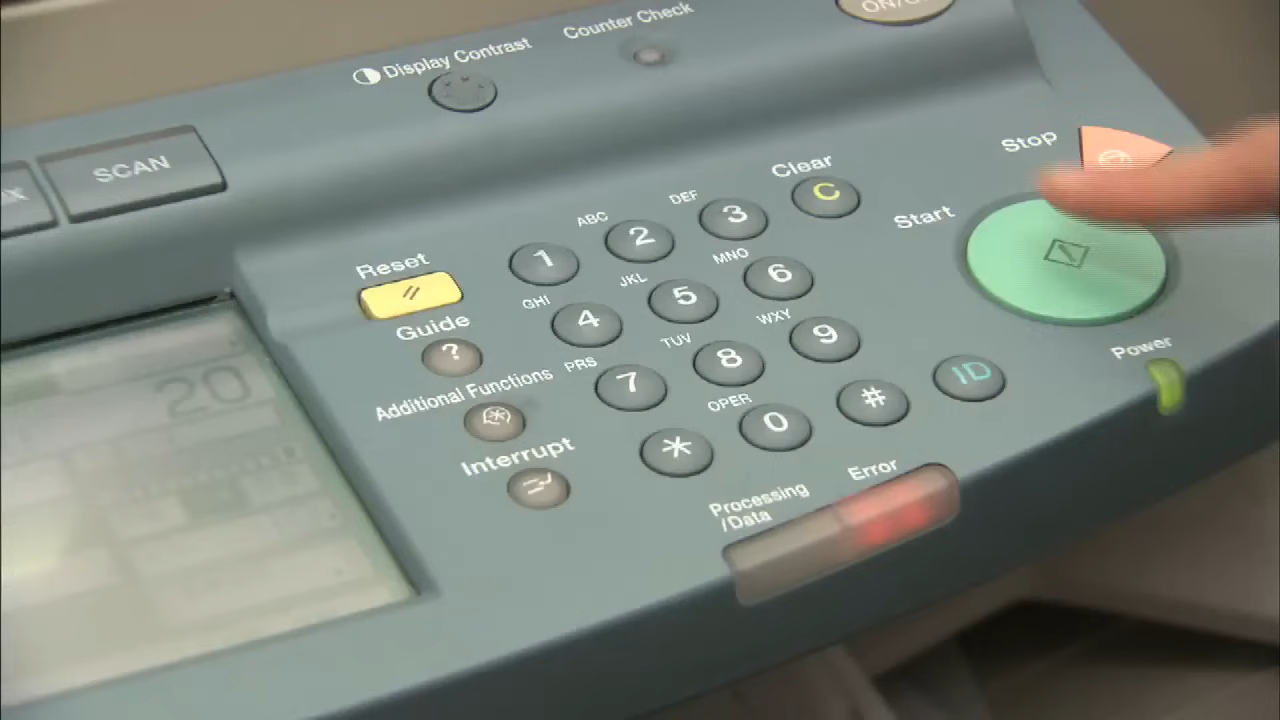 Counter Check
Display Contrast
SCAN
Stop
Clear
C
Start
Reset
Guide
?
Additional Functions
Interrupt
1
ABC
2
DEF
3
GHI
4
JKL
5
MNO
6
PRS
7
TUV
8
WXY
9
*
OPER
0
#
ID
Power
Error
Processing
/Data
20